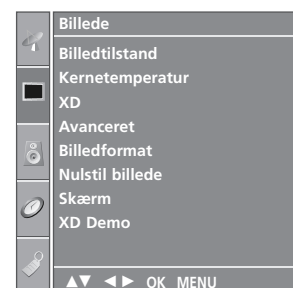 Billede
Billedtilstand
Kernetemperatur
XD
Avanceret
Billedformat
Nulstil billede
Skærm
XD Demo
▲▼ ◄► OK MENU